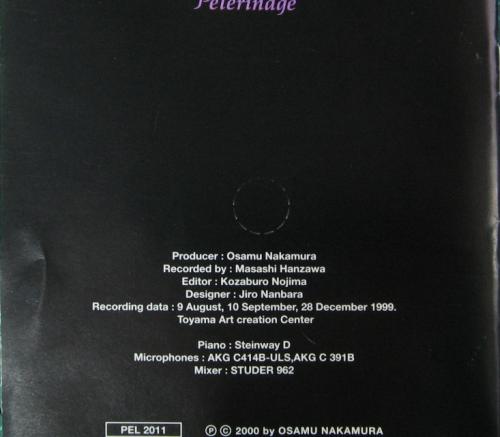 Pelerinage
Producer : Osamu Nakamura
Recorded by : Masashi Hanzawa
Editor : Kozaburo Nojima
Designer : Jiro Nanbara
Recording data : 9 August, 10 September, 28 December 1999.
Toyama Art creation Center
Piano : Steinway D
Microphones : AKG C414B-ULS,AKG C 391B
Mixer : STUDER 962
PEL 2011 Ⓟ © 2000 by OSAMU NAKAMURA